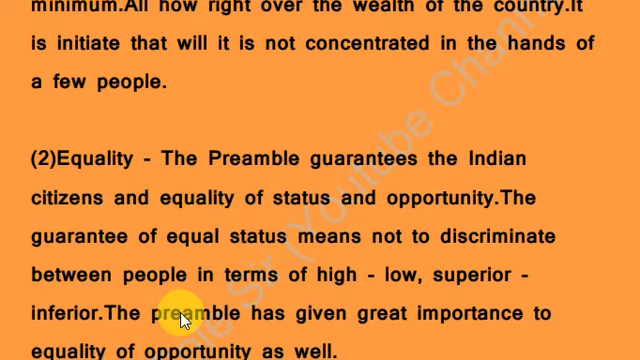 minimum.All how right over the wealth of the country.It
is initiate that will it is not concentrated in the hands of
a few people.
(2)Equality - The Preamble guarantees the Indian
citizens and equality of status and opportunity.The
guarantee of equal status means not to discriminate
between people in terms of high - low, superior -
inferior.The preamble has given great importance to
equality of opportunity as well.
Sir (Youtube Chann